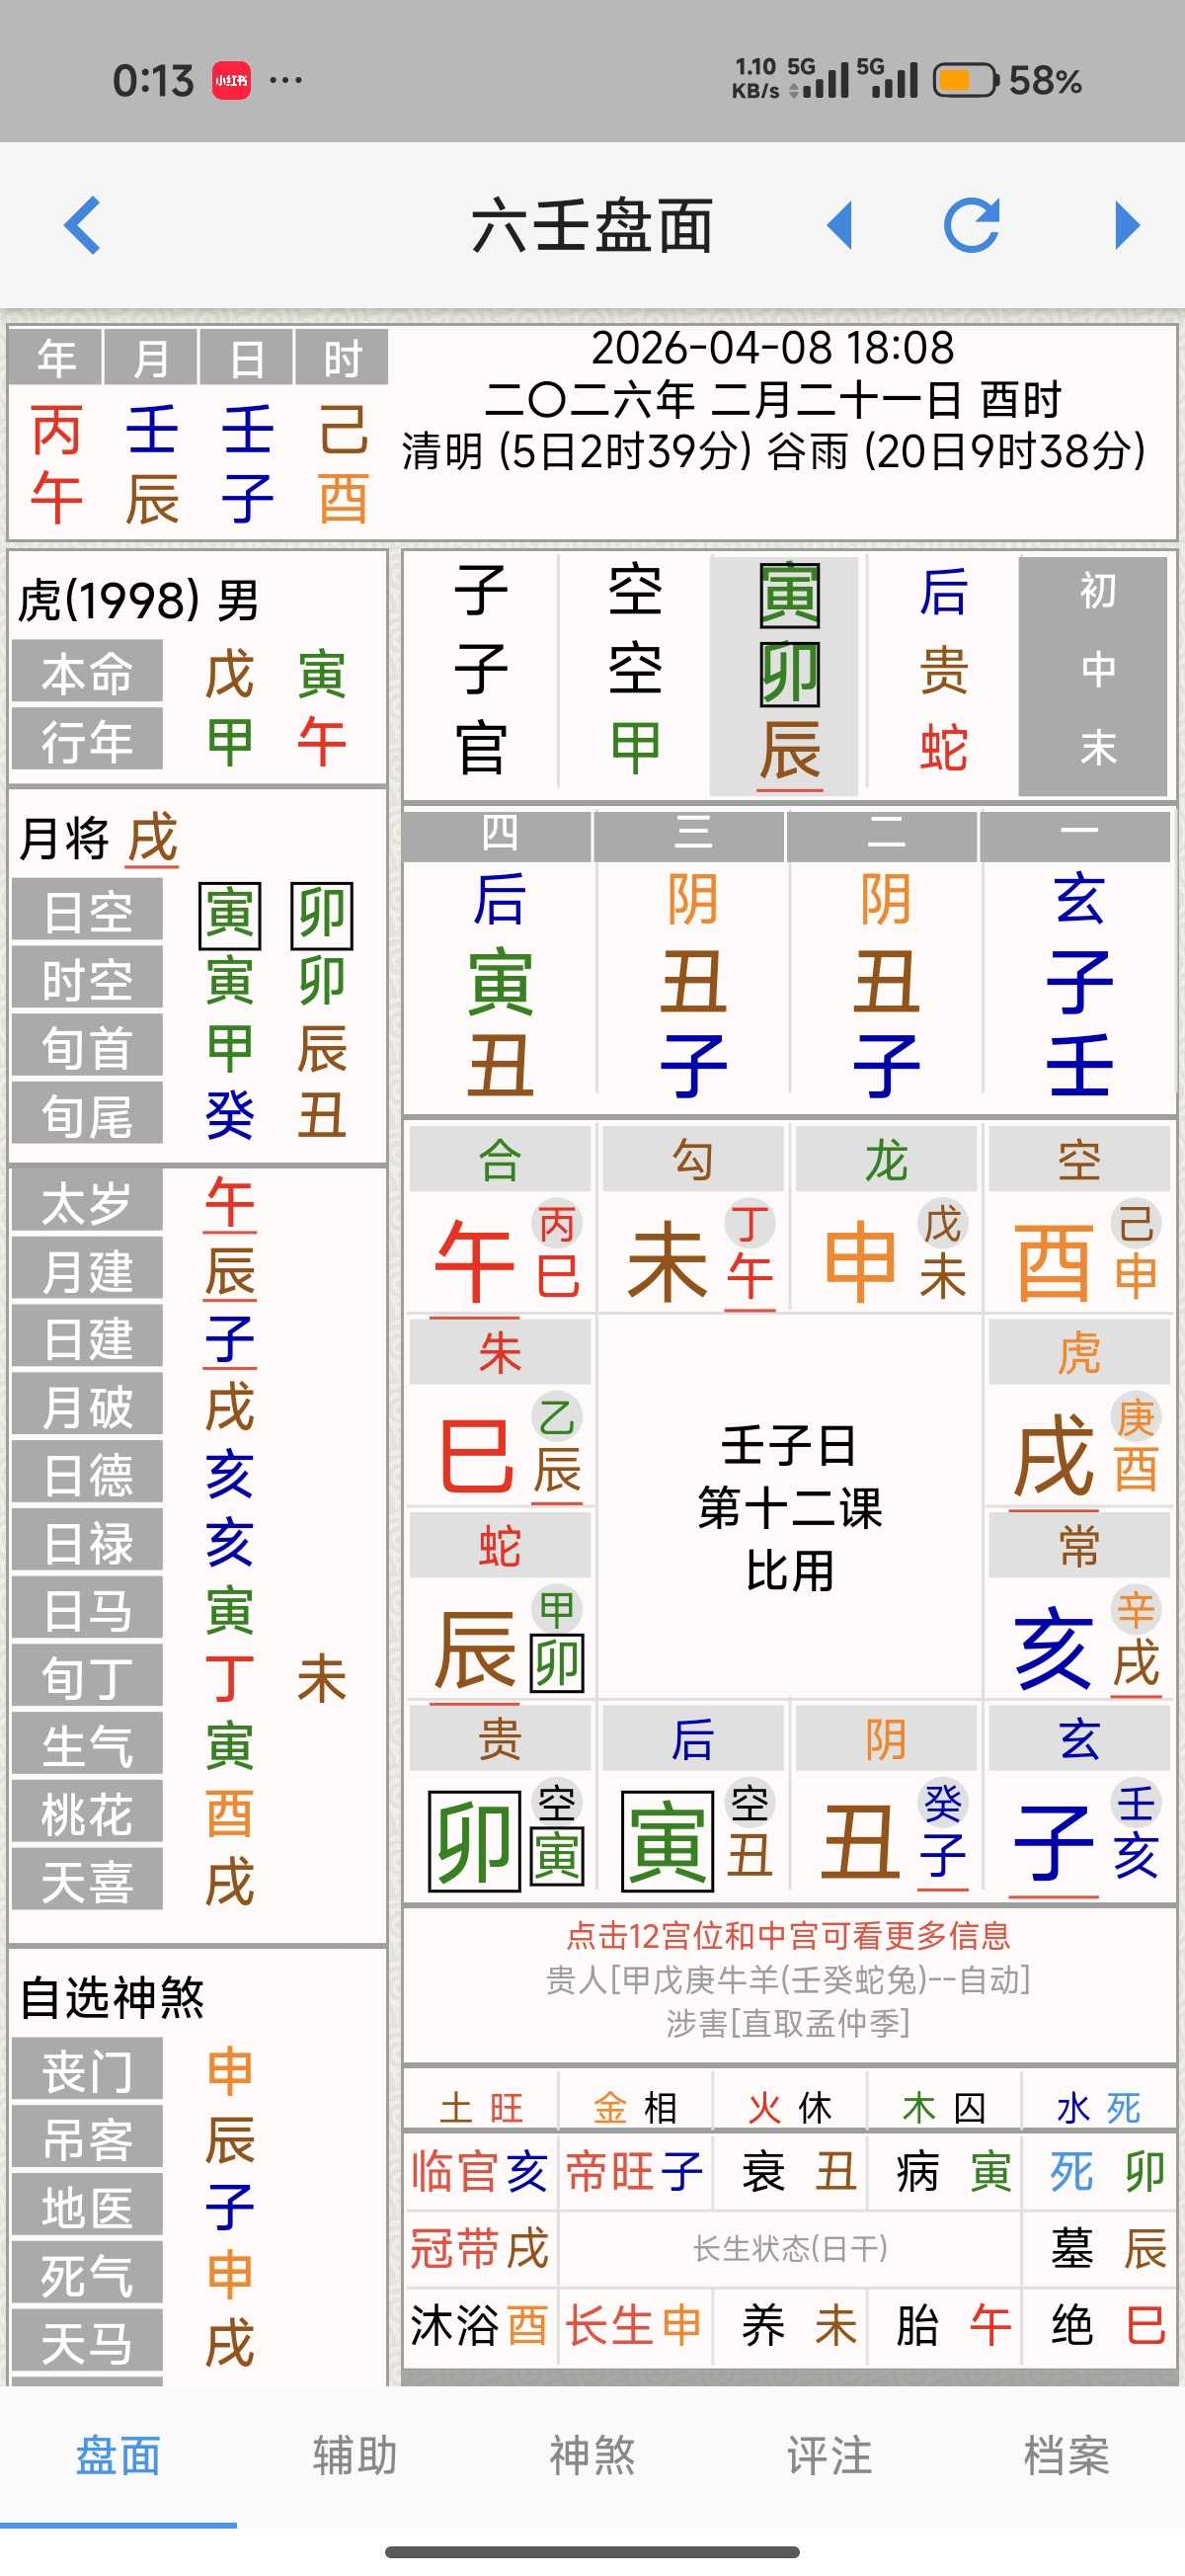 0:13 小红书 ··· 1.10 KB/s 5G 5G 58%
六壬盘面
年 月 日 时
丙 壬 壬 己
午 辰 子 酉
2026-04-08 18:08
二〇二六年 二月二十一日 酉时
清明 (5日2时39分) 谷雨 (20日9时38分)
虎(1998) 男
本命 戊 寅
行年 甲 午
月将 戌
日空 寅 卯
时空 寅 卯
旬首 甲 辰
旬尾 癸 丑
太岁 午
月建 辰
日建 子
月破 戌
日德 亥
日禄 亥
日马 寅
旬丁 丁 未
生气 寅
桃花 酉
天喜 戌
自选神煞
丧门 申
吊客 辰
地医 子
死气 申
天马 戌
子 空 寅 后 初
子 空 卯 贵 中
官 甲 辰 蛇 末
四 三 二 一
后 阴 阴 玄
寅 丑 丑 子
丑 子 子 壬
合 勾 龙 空
午 丙 巳 未 丁 午 申 戊 未 酉 己 申
朱 虎
巳 乙 辰 戌 庚 酉
蛇 常
辰 甲 卯 亥 辛 戌
壬子日
第十二课
比用
贵 后 阴 玄
卯 空 寅 寅 空 丑 丑 癸 子 子 壬 亥
点击12宫位和中宫可看更多信息
贵人[甲戊庚牛羊(壬癸蛇兔)--自动]
涉害[直取孟仲季]
土 旺 金 相 火 休 木 囚 水 死
临官 亥 帝旺 子 衰 丑 病 寅 死 卯
冠带 戌 长生状态(日干) 墓 辰
沐浴 酉 长生 申 养 未 胎 午 绝 巳
盘面 辅助 神煞 评注 档案